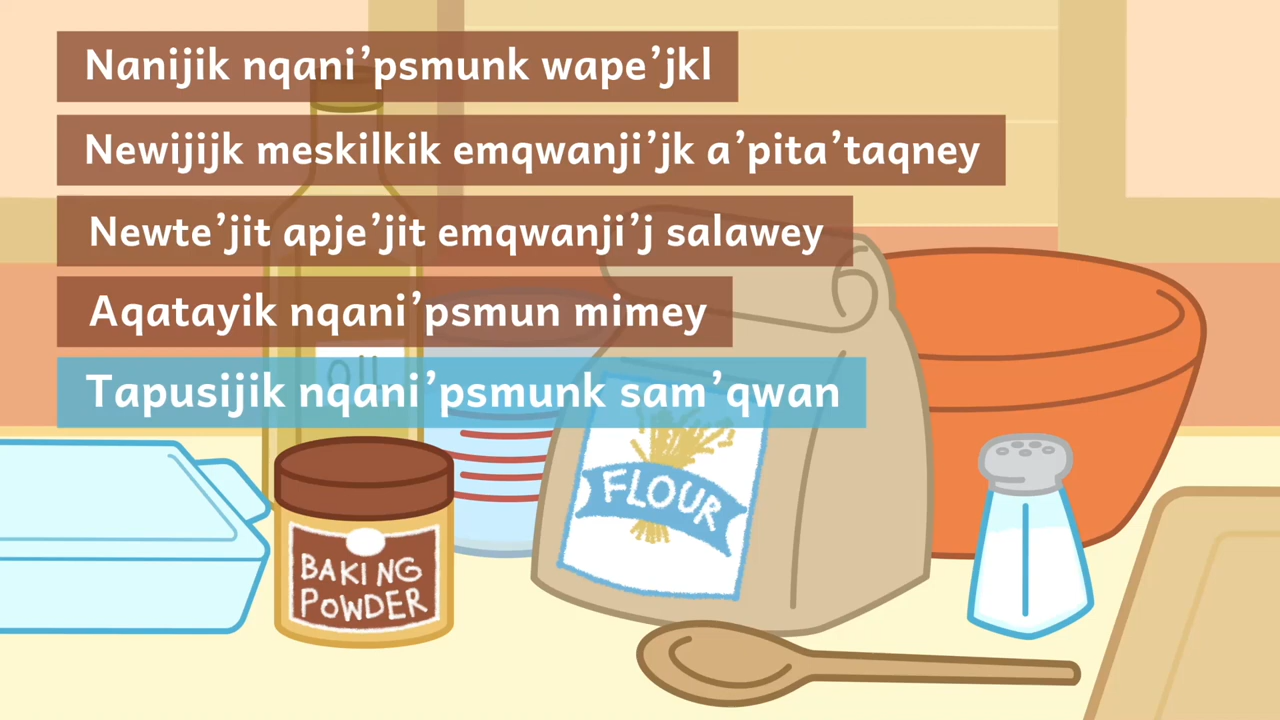 Nanijik nqani’psmunk wape’jkl
Newijijk meskilkik emqwanji’jk a’pita’taqney
Newte’jit apje’jit emqwanji’j salawey
Aqatayik nqani’psmun mimey
Tapusijik nqani’psmunk sam’qwan
OIL
FLOUR
BAKING
POWDER